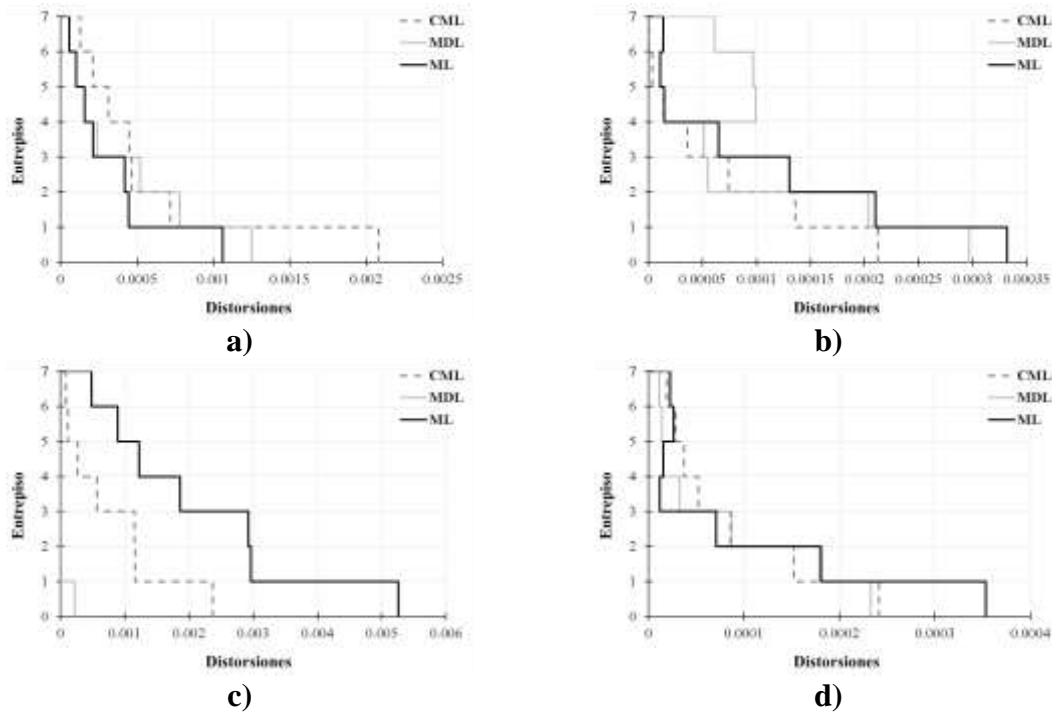 7
6
5
4
3
2
1
0
Entrepiso
0 0.0005 0.001 0.0015 0.002 0.0025
Distorsiones
CML
MDL
ML
a)
7
6
5
4
3
2
1
0
Entrepiso
0 0.00005 0.0001 0.00015 0.0002 0.00025 0.0003 0.00035
Distorsiones
CML
MDL
ML
b)
7
6
5
4
3
2
1
0
Entrepiso
0 0.001 0.002 0.003 0.004 0.005 0.006
Distorsiones
CML
MDL
ML
c)
7
6
5
4
3
2
1
0
Entrepiso
0 0.0001 0.0002 0.0003 0.0004
Distorsiones
CML
MDL
ML
d)